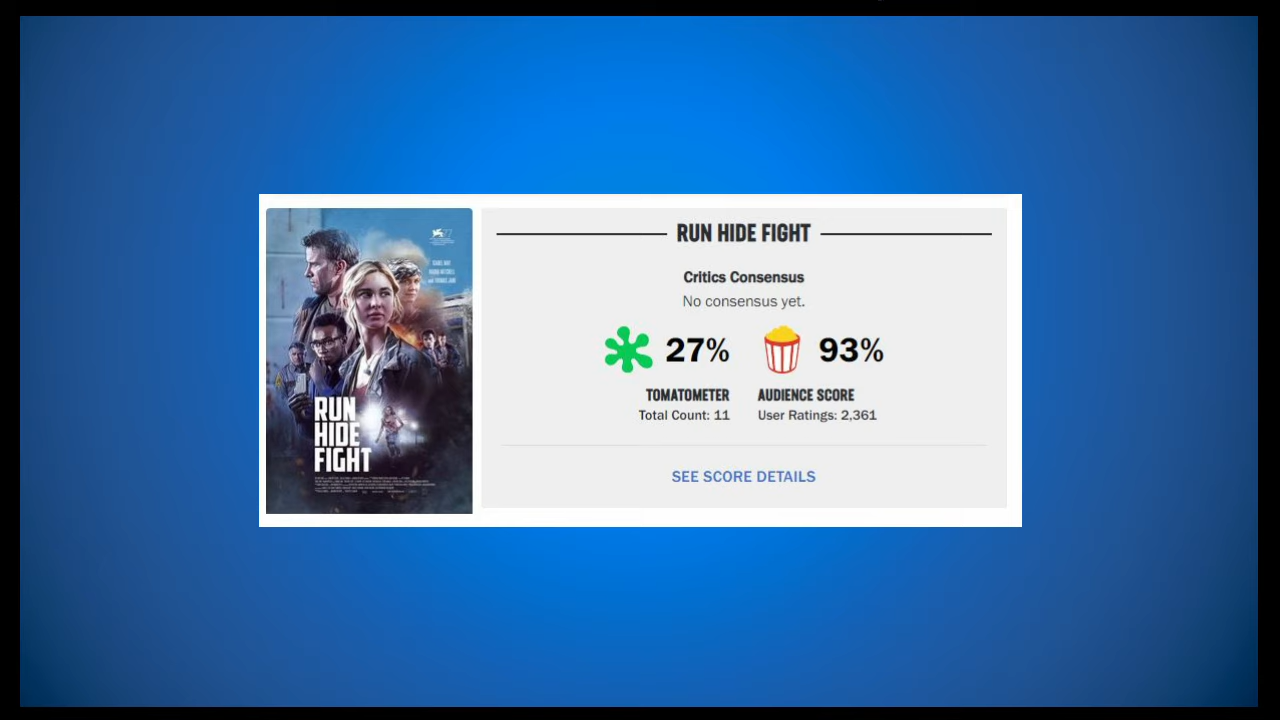 RUN HIDE FIGHT
Critics Consensus
No consensus yet.
27% 93%
TOMATOMETER AUDIENCE SCORE
Total Count: 11 User Ratings: 2,361
SEE SCORE DETAILS
RUN
HIDE
FIGHT